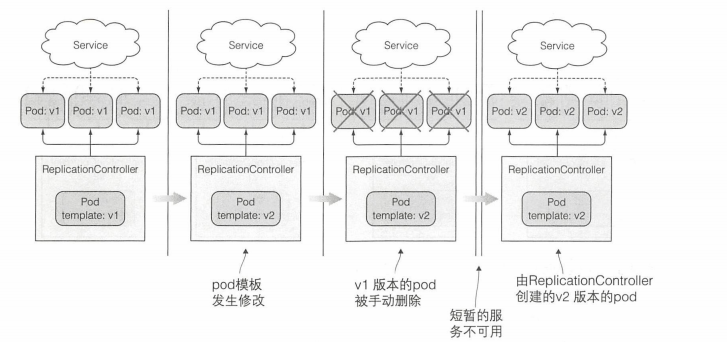 Service
Service
Service
Service
Pod: v1
Pod: v1
Pod: v1
Pod: v1
Pod: v1
Pod: v1
Pod: v1
Pod: v1
Pod: v1
Pod: v2
Pod: v2
Pod: v2
ReplicationController
ReplicationController
ReplicationController
ReplicationController
Pod
template: v1
Pod
template: v2
Pod
template: v2
Pod
template: v2
pod模板
发生修改
v1 版本的pod
被手动删除
短暂的服
务不可用
由ReplicationController
创建的v2 版本的pod